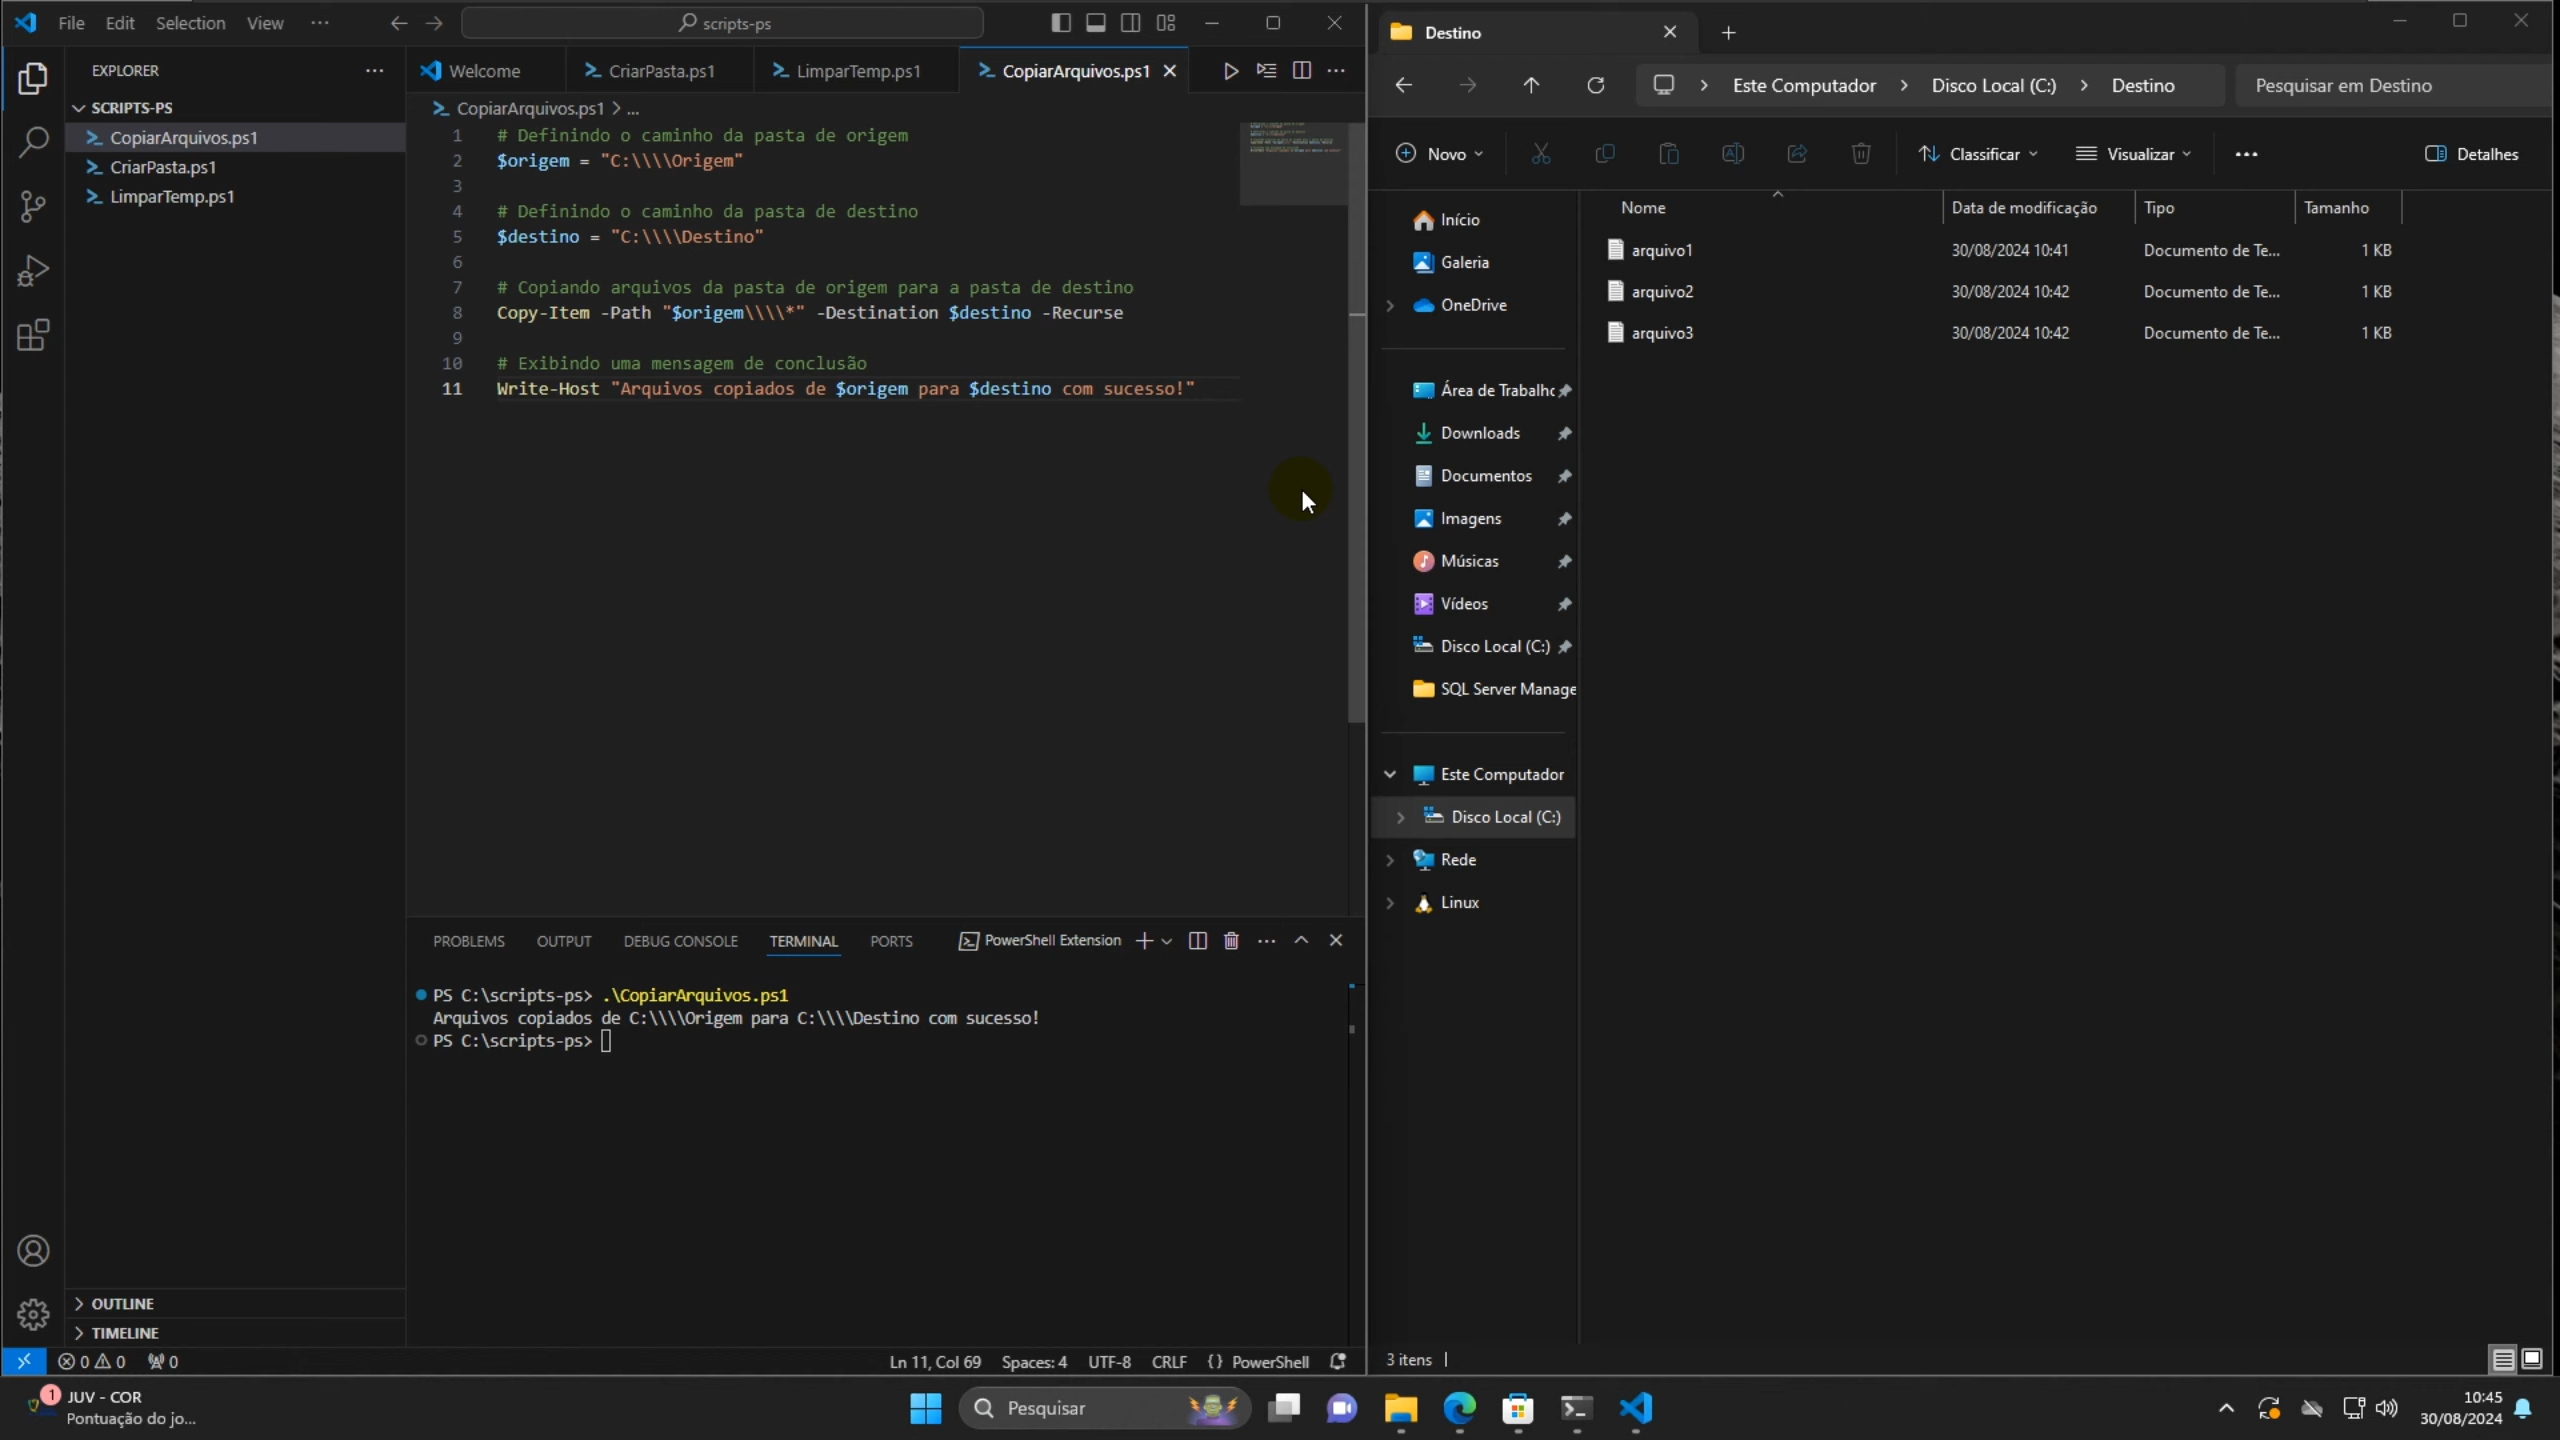 File Edit Selection View ···
scripts-ps
EXPLORER
SCRIPTS-PS
CopiarArquivos.ps1
CriarPasta.ps1
LimparTemp.ps1
OUTLINE
TIMELINE
Welcome CriarPasta.ps1 LimparTemp.ps1 CopiarArquivos.ps1
CopiarArquivos.ps1 > ...
1 # Definindo o caminho da pasta de origem
2 $origem = "C:\\\\Origem"
3
4 # Definindo o caminho da pasta de destino
5 $destino = "C:\\\\Destino"
6
7 # Copiando arquivos da pasta de origem para a pasta de destino
8 Copy-Item -Path "$origem\\\\*" -Destination $destino -Recurse
9
10 # Exibindo uma mensagem de conclusão
11 Write-Host "Arquivos copiados de $origem para $destino com sucesso!"
PROBLEMS OUTPUT DEBUG CONSOLE TERMINAL PORTS PowerShell Extension
PS C:\scripts-ps> .\CopiarArquivos.ps1
Arquivos copiados de C:\\\\Origem para C:\\\\Destino com sucesso!
PS C:\scripts-ps>
0 0 0 Ln 11, Col 69 Spaces: 4 UTF-8 CRLF {} PowerShell
Destino
Este Computador > Disco Local (C:) > Destino
Pesquisar em Destino
Novo Classificar Visualizar ··· Detalhes
Início
Galeria
OneDrive
Área de Trabalho
Downloads
Documentos
Imagens
Músicas
Vídeos
Disco Local (C:)
SQL Server Manage
Este Computador
Disco Local (C:)
Rede
Linux
Nome Data de modificação Tipo Tamanho
arquivo1 30/08/2024 10:41 Documento de Te... 1 KB
arquivo2 30/08/2024 10:42 Documento de Te... 1 KB
arquivo3 30/08/2024 10:42 Documento de Te... 1 KB
3 itens
1
JUV - COR
Pontuação do jo...
Pesquisar
10:45
30/08/2024